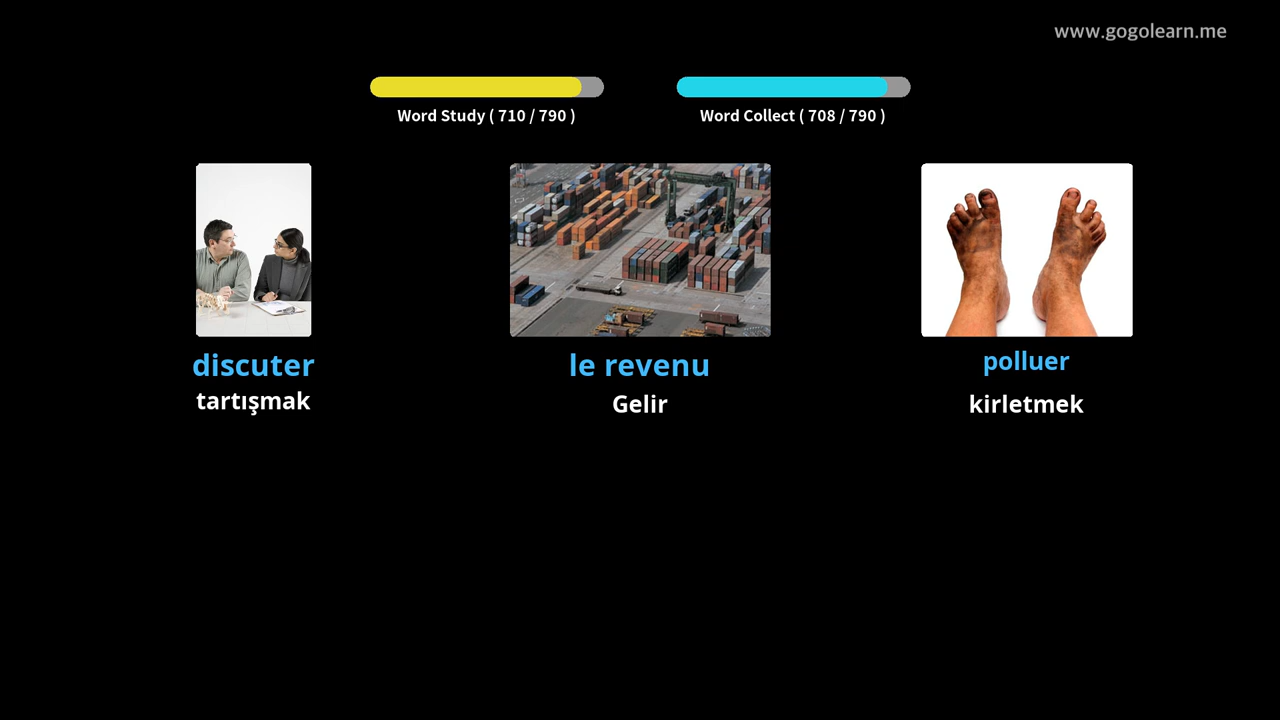 www.gogolearn.me
Word Study ( 710 / 790 )
Word Collect ( 708 / 790 )
discuter
tartışmak
le revenu
Gelir
polluer
kirletmek